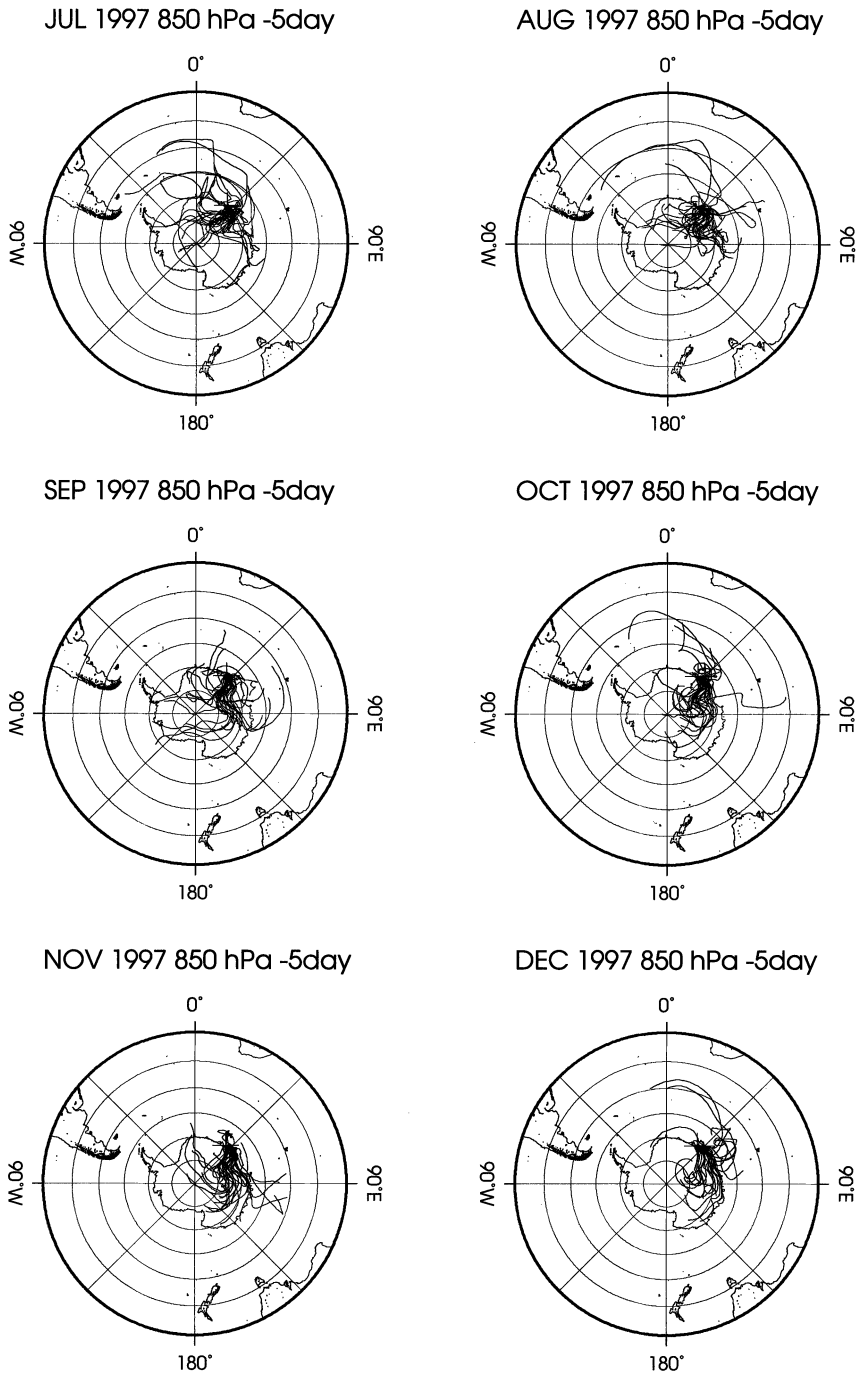 JUL 1997 850 hPa -5day
0°
90°W
90°E
180°
AUG 1997 850 hPa -5day
0°
90°W
90°E
180°
SEP 1997 850 hPa -5day
0°
90°W
90°E
180°
OCT 1997 850 hPa -5day
0°
90°W
90°E
180°
NOV 1997 850 hPa -5day
0°
90°W
90°E
180°
DEC 1997 850 hPa -5day
0°
90°W
90°E
180°